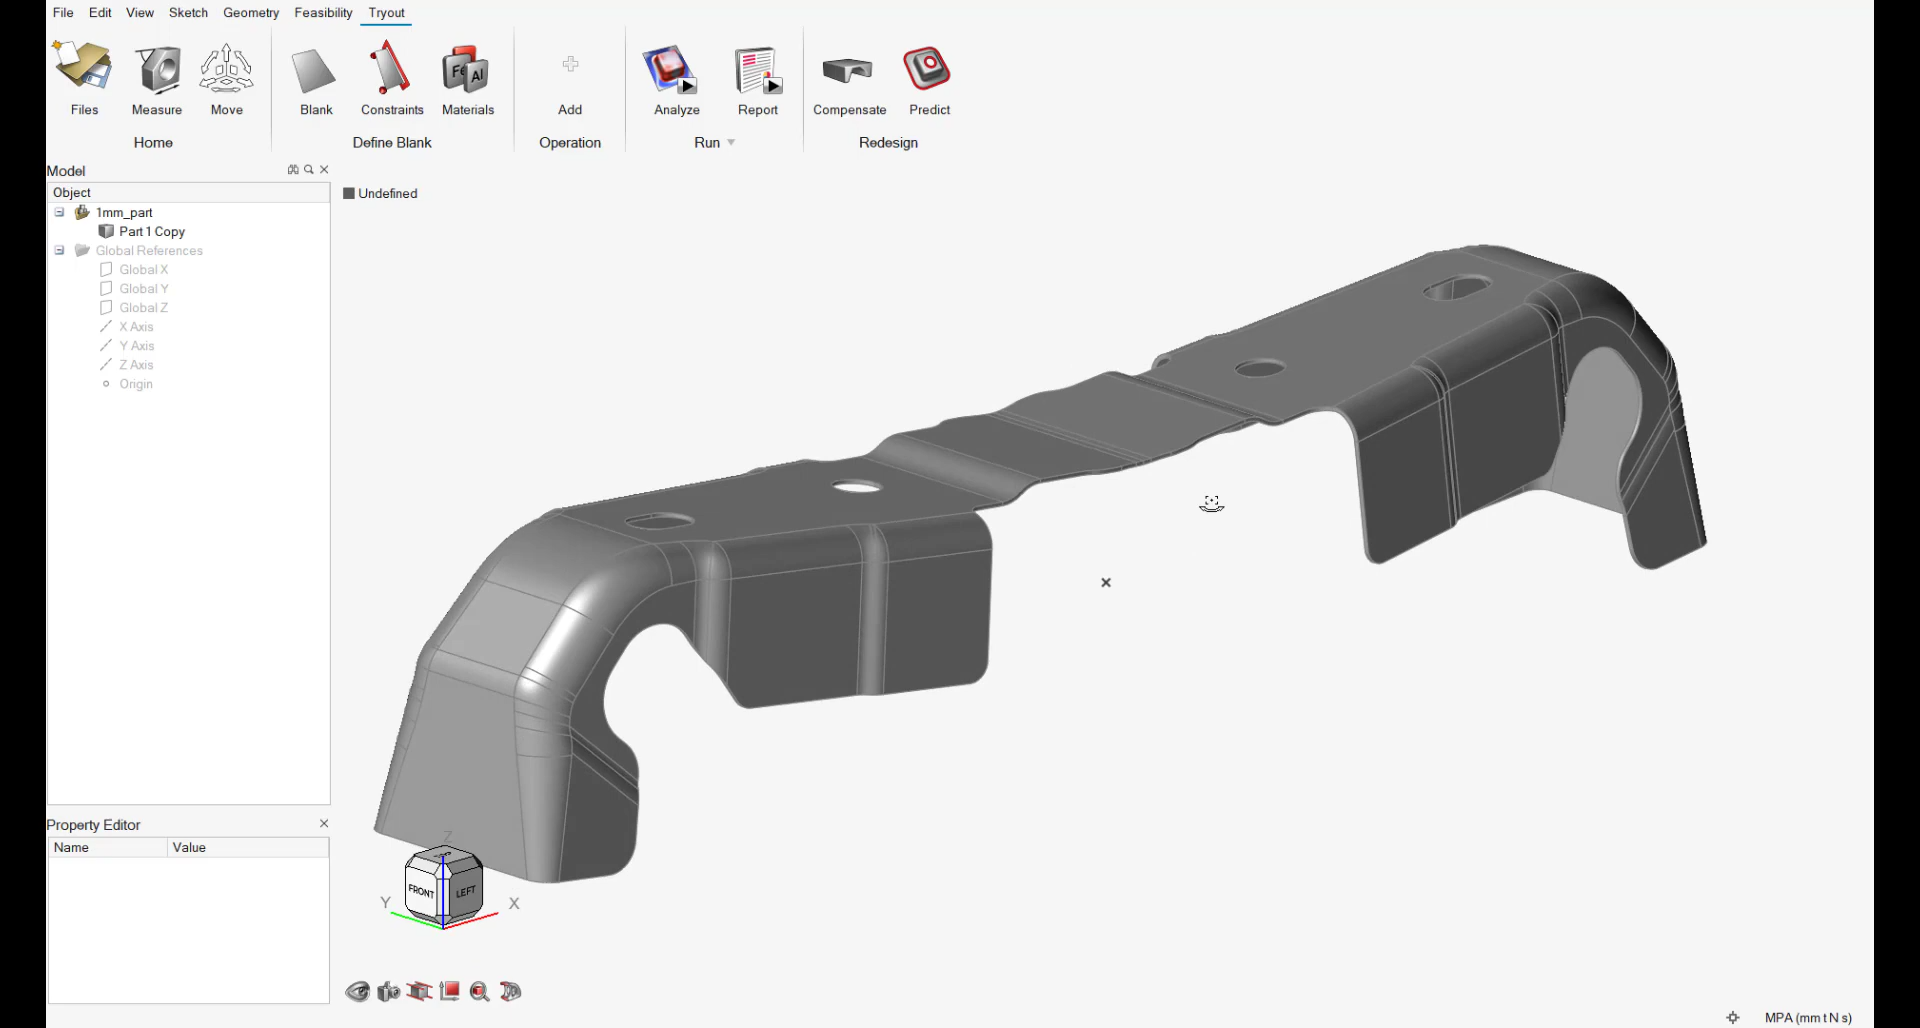 File Edit View Sketch Geometry Feasibility Tryout
Fe Al
Files Measure Move Blank Constraints Materials Add Analyze Report Compensate Predict
Home Define Blank Operation Run Redesign
Model
Object
Undefined
1mm_part
Part 1 Copy
Global References
Global X
Global Y
Global Z
X Axis
Y Axis
Z Axis
Origin
Property Editor
Name Value
Z
FRONT LEFT
Y X
MPA (mm t N s)